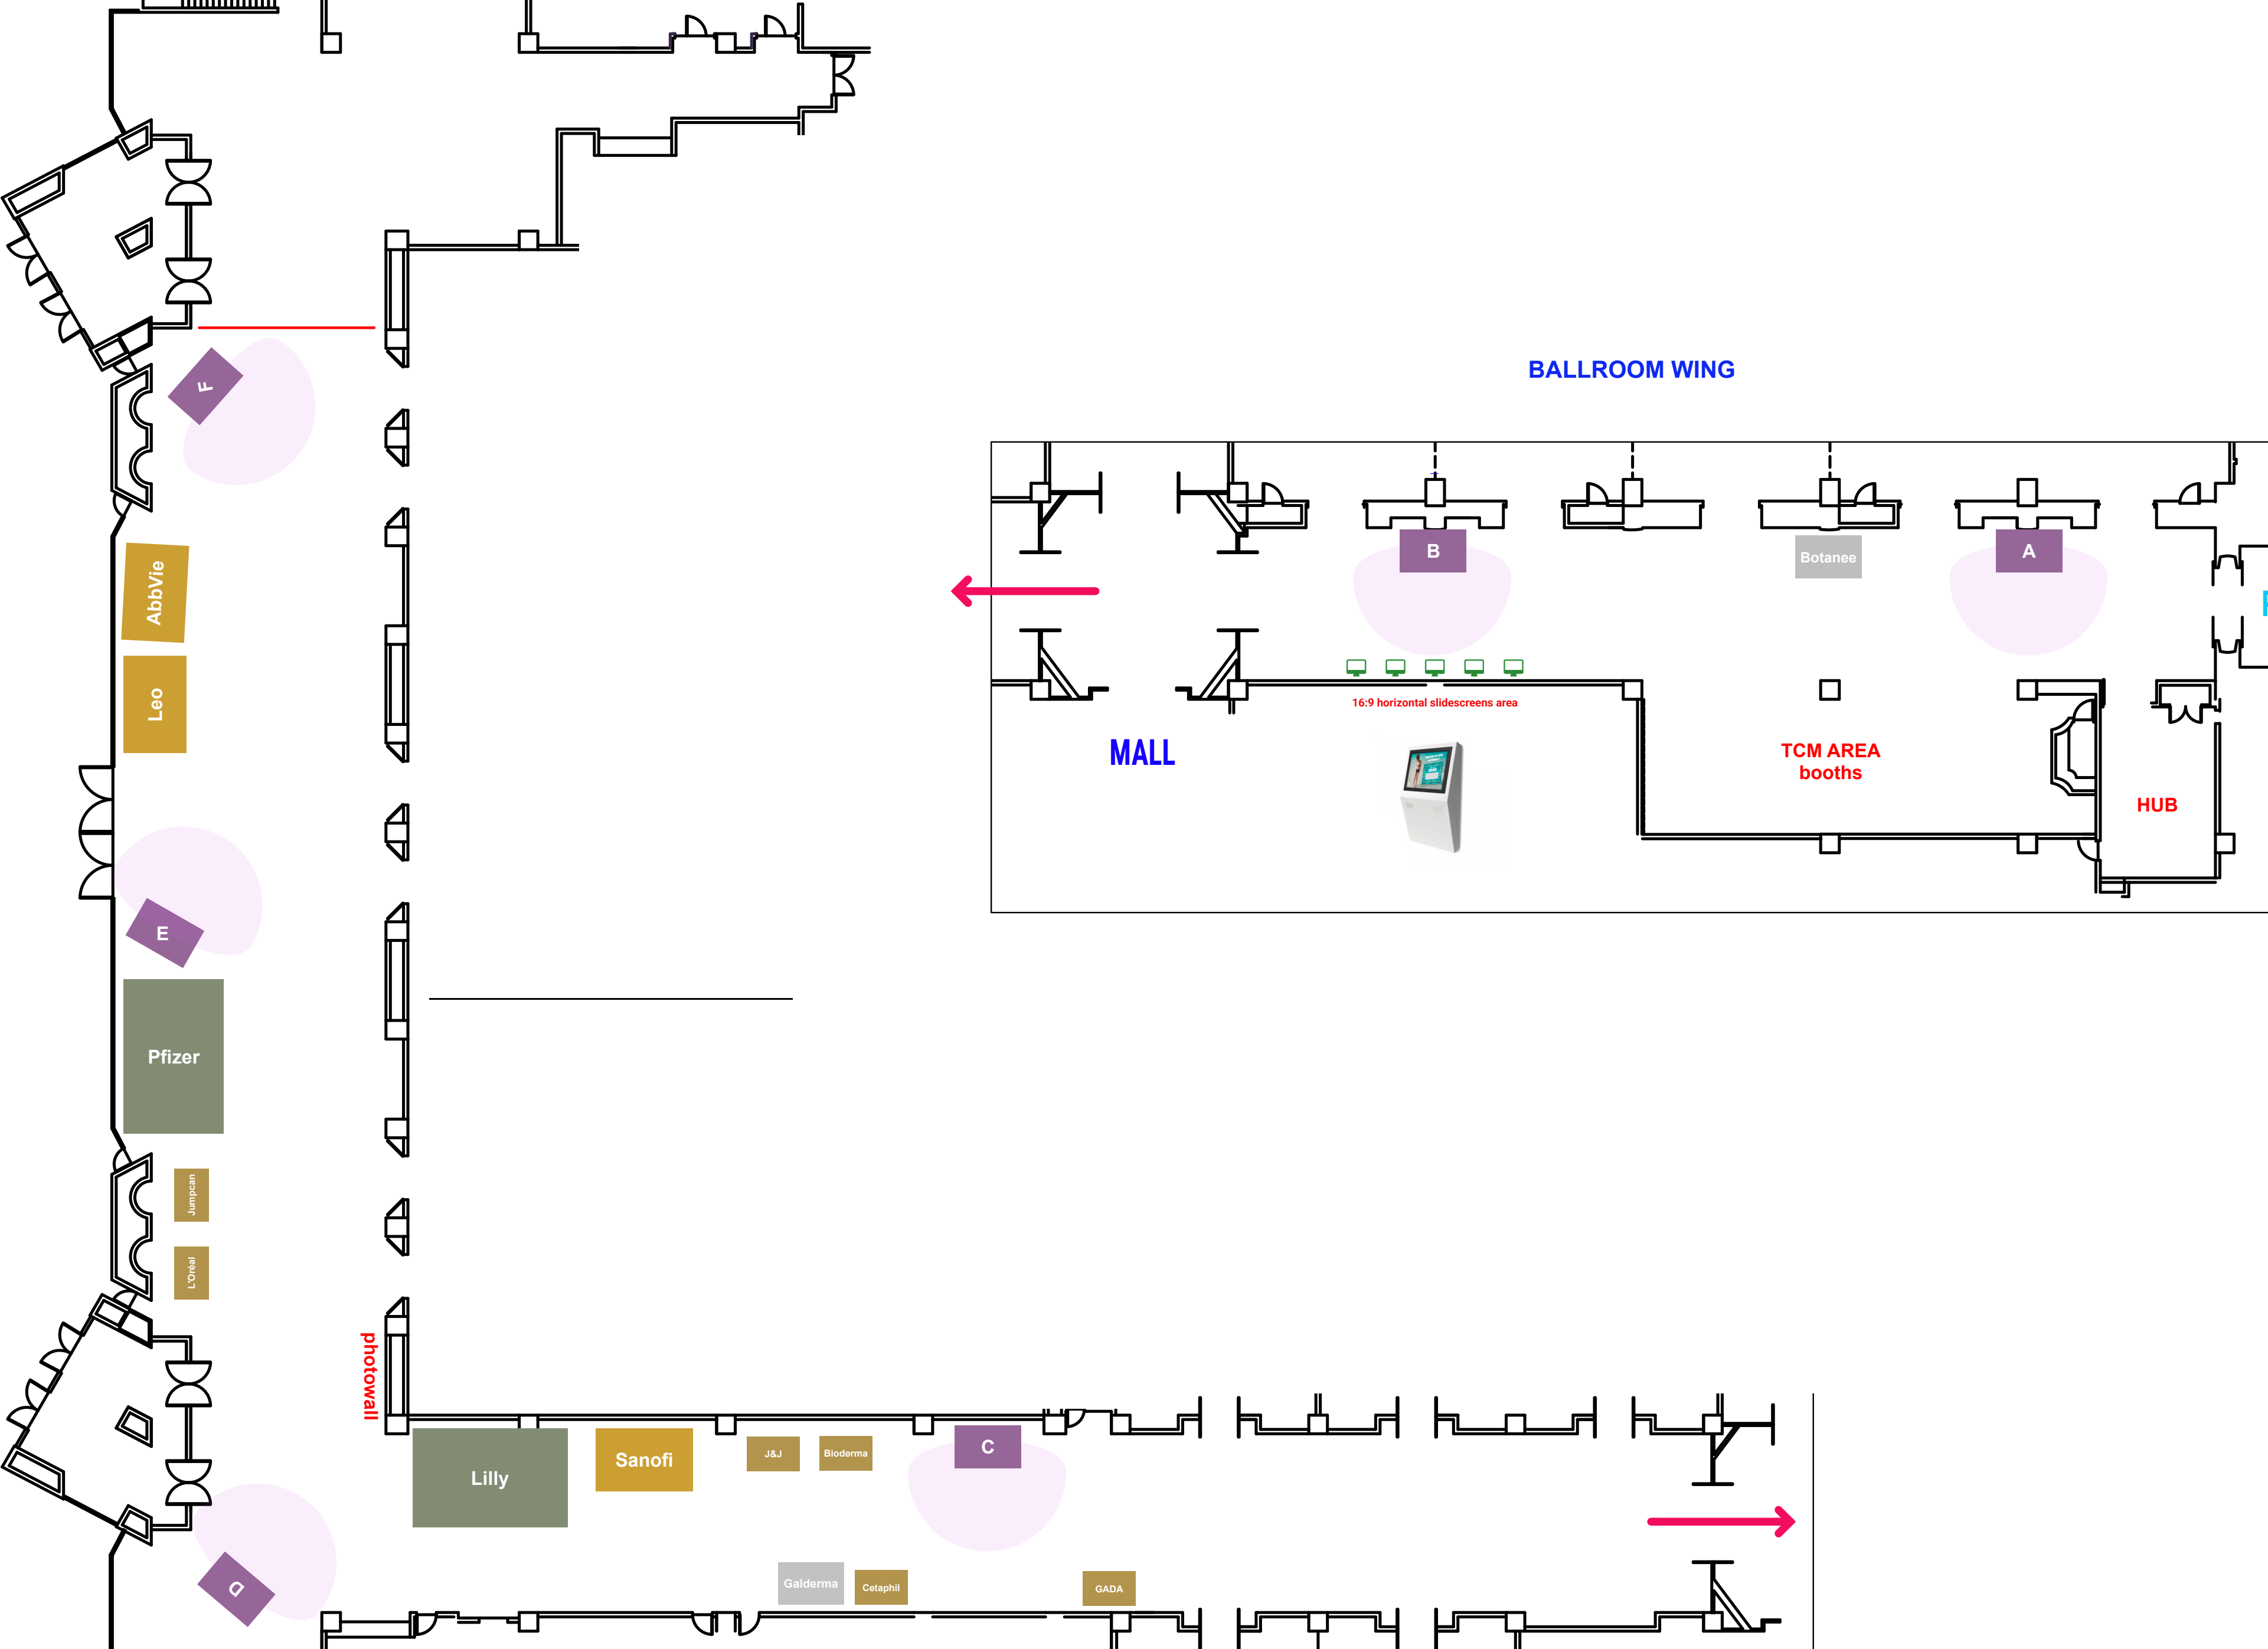 BALLROOM WING
F
B
Botanee
A
AbbVie
Leo
16:9 horizontal slidescreens area
MALL
TCM AREA
booths
HUB
E
Pfizer
Jumpcan
L'Oréal
photowall
Lilly
Sanofi
J&J
Bioderma
C
D
Galderma
Cetaphil
GADA